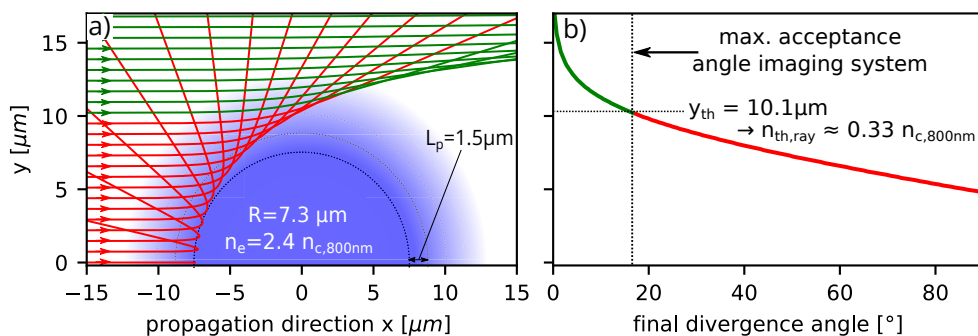 a)
y [μm]
15
10
5
0
−15
−10
−5
0
5
10
15
propagation direction x [μm]
Lp=1.5μm
R=7.3 μm
ne=2.4 nc,800nm
b)
max. acceptance
angle imaging system
yth = 10.1μm
→ nth,ray ≈ 0.33 nc,800nm
0
20
40
60
80
final divergence angle [°]